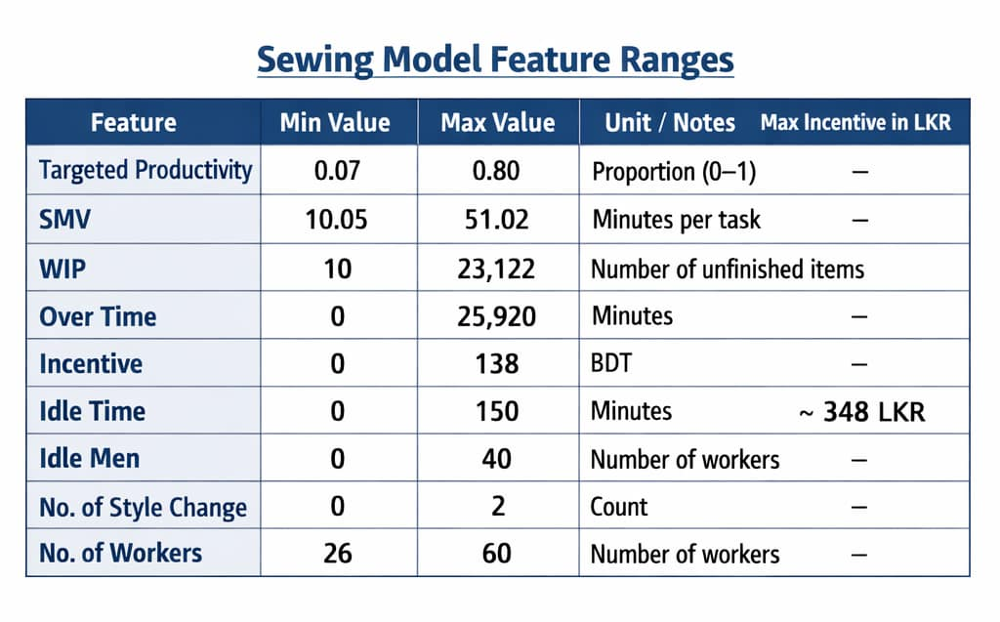 Sewing Model Feature Ranges
Feature Min Value Max Value Unit / Notes Max Incentive in LKR
Targeted Productivity 0.07 0.80 Proportion (0–1) –
SMV 10.05 51.02 Minutes per task –
WIP 10 23,122 Number of unfinished items
Over Time 0 25,920 Minutes –
Incentive 0 138 BDT –
Idle Time 0 150 Minutes ~ 348 LKR
Idle Men 0 40 Number of workers –
No. of Style Change 0 2 Count –
No. of Workers 26 60 Number of workers –